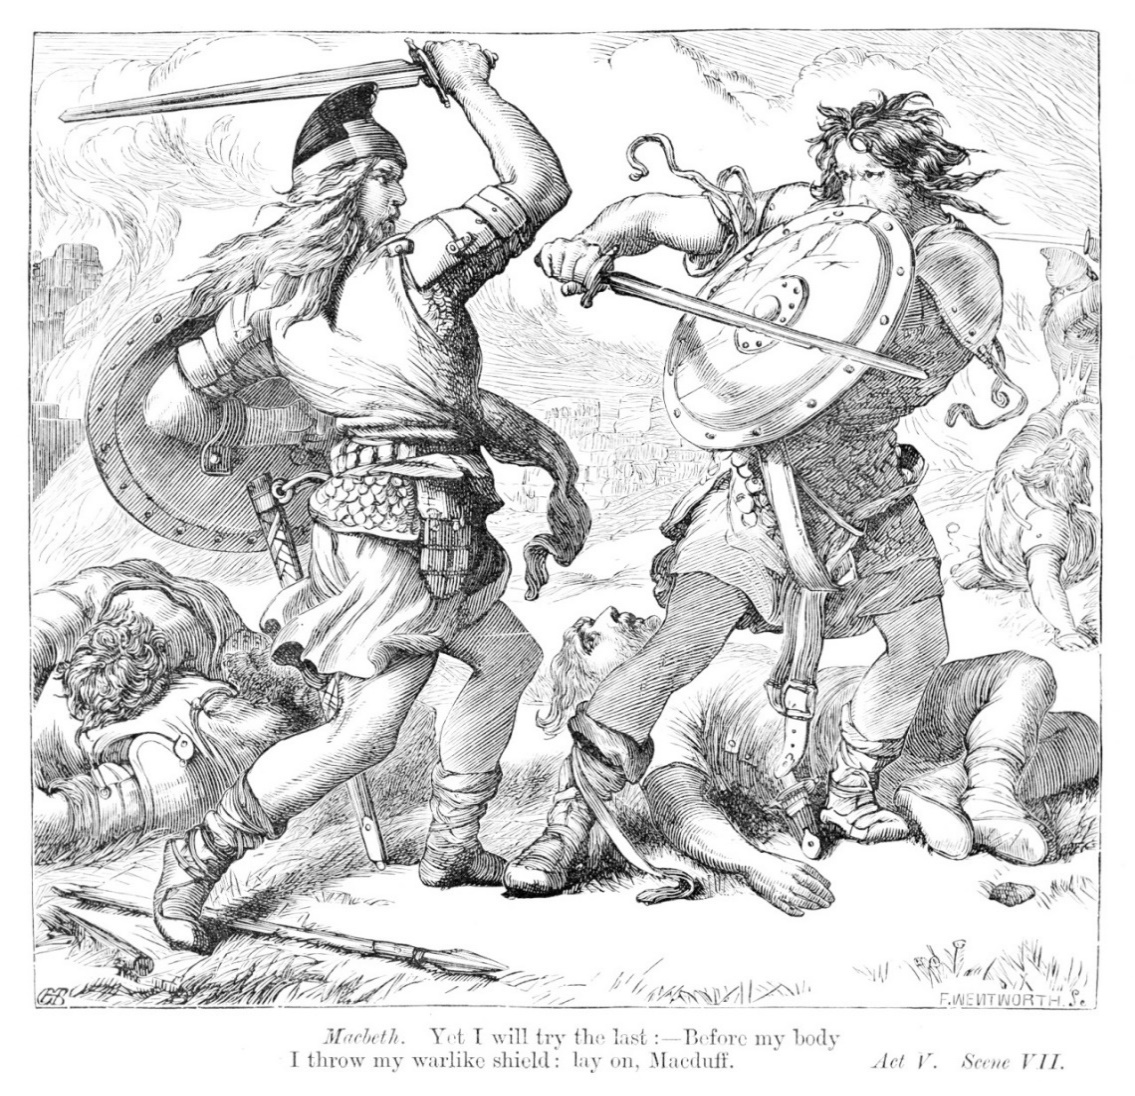 F. WENTWORTH. Sc.
Macbeth. Yet I will try the last :—Before my body
I throw my warlike shield: lay on, Macduff. Act V. Scene VII.